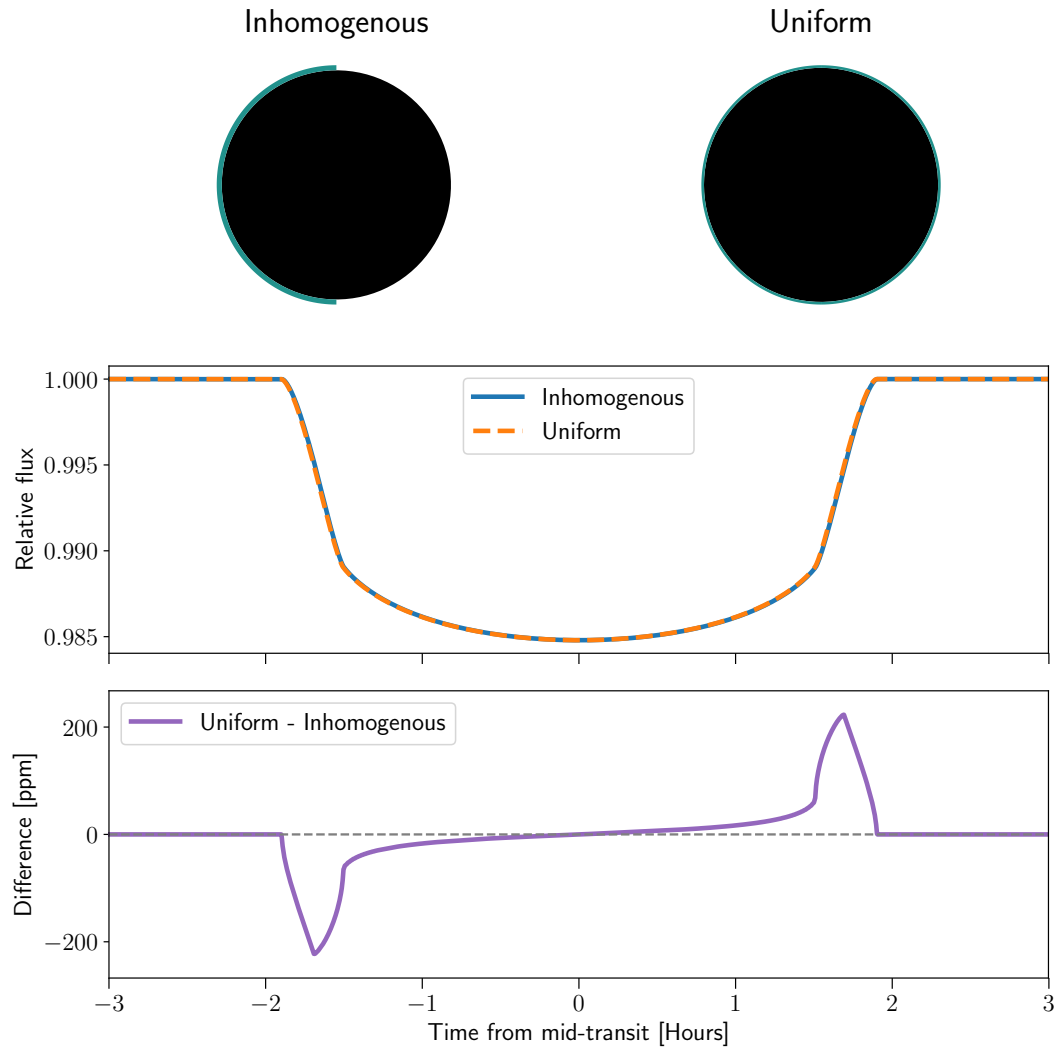 Inhomogenous
Uniform
1.000
0.995
0.990
0.985
Relative flux
Inhomogenous
Uniform
200
0
−200
Difference [ppm]
Uniform - Inhomogenous
−3
−2
−1
0
1
2
3
Time from mid-transit [Hours]